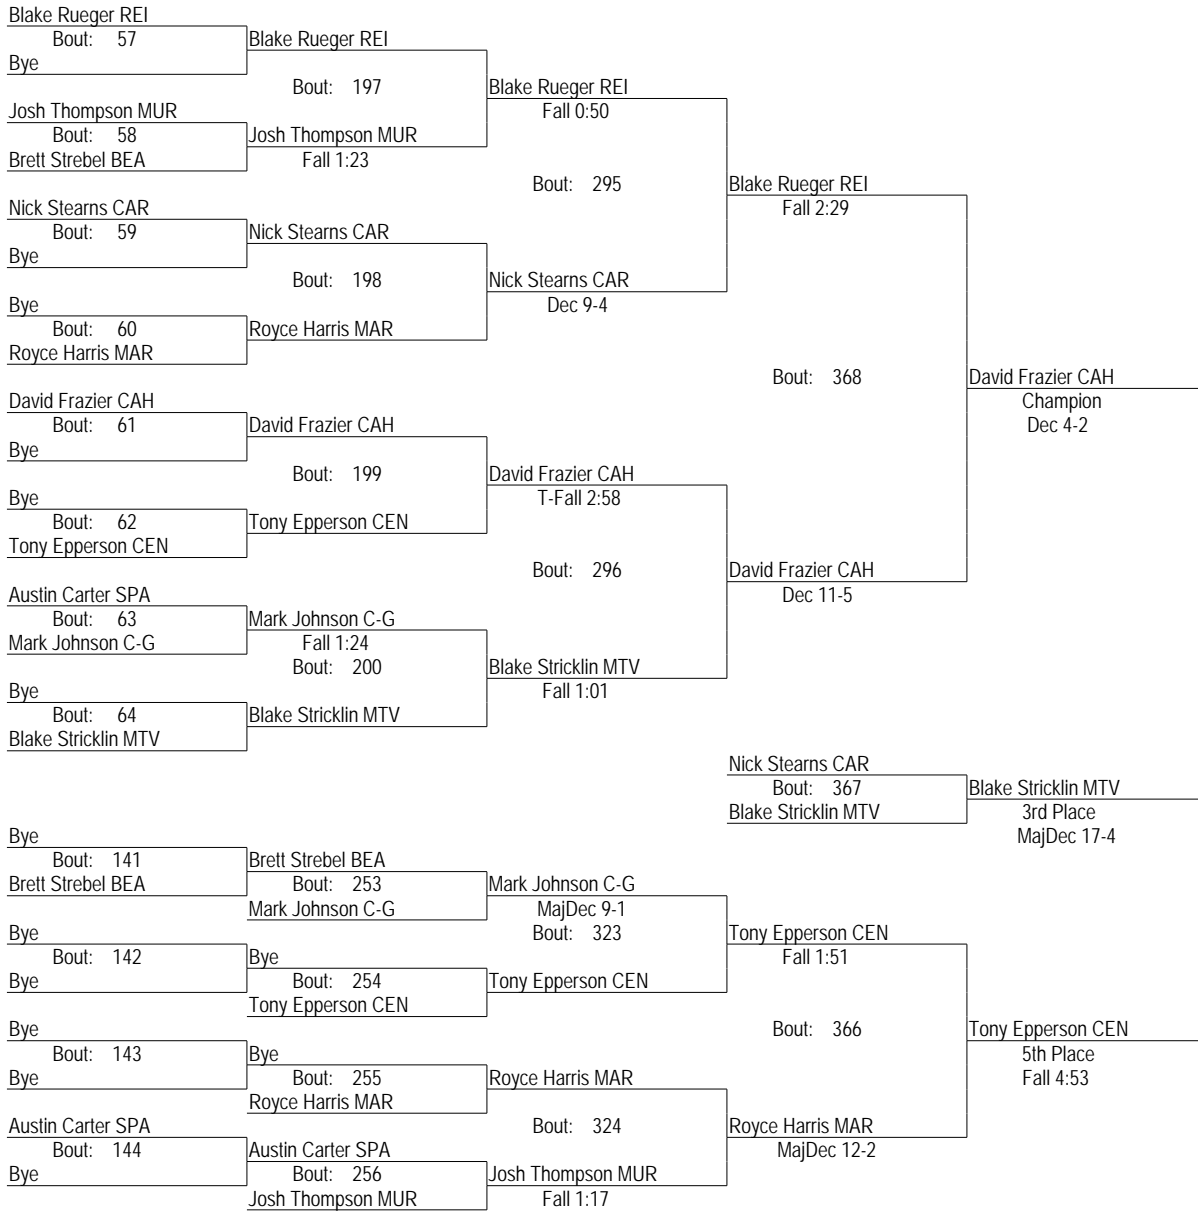 Blake Rueger REI
Bout: 57
Blake Rueger REI
Bye
Bout: 197
Blake Rueger REI
Josh Thompson MUR
Fall 0:50
Bout: 58
Josh Thompson MUR
Brett Strebel BEA
Fall 1:23
Bout: 295
Blake Rueger REI
Nick Stearns CAR
Fall 2:29
Bout: 59
Nick Stearns CAR
Bye
Bout: 198
Nick Stearns CAR
Bye
Dec 9-4
Bout: 60
Royce Harris MAR
Royce Harris MAR
Bout: 368
David Frazier CAH
David Frazier CAH
Champion
Bout: 61
David Frazier CAH
Dec 4-2
Bye
Bout: 199
David Frazier CAH
Bye
T-Fall 2:58
Bout: 62
Tony Epperson CEN
Tony Epperson CEN
Bout: 296
David Frazier CAH
Austin Carter SPA
Dec 11-5
Bout: 63
Mark Johnson C-G
Mark Johnson C-G
Fall 1:24
Bout: 200
Blake Stricklin MTV
Bye
Fall 1:01
Bout: 64
Blake Stricklin MTV
Blake Stricklin MTV
Nick Stearns CAR
Bout: 367
Blake Stricklin MTV
Blake Stricklin MTV
3rd Place
Bye
MajDec 17-4
Bout: 141
Brett Strebel BEA
Brett Strebel BEA
Bout: 253
Mark Johnson C-G
Mark Johnson C-G
MajDec 9-1
Bye
Bout: 323
Tony Epperson CEN
Bout: 142
Bye
Fall 1:51
Bye
Bout: 254
Tony Epperson CEN
Tony Epperson CEN
Bye
Bout: 366
Tony Epperson CEN
Bout: 143
Bye
5th Place
Bye
Bout: 255
Royce Harris MAR
Fall 4:53
Royce Harris MAR
Austin Carter SPA
Bout: 324
Royce Harris MAR
Bout: 144
Austin Carter SPA
MajDec 12-2
Bye
Bout: 256
Josh Thompson MUR
Josh Thompson MUR
Fall 1:17